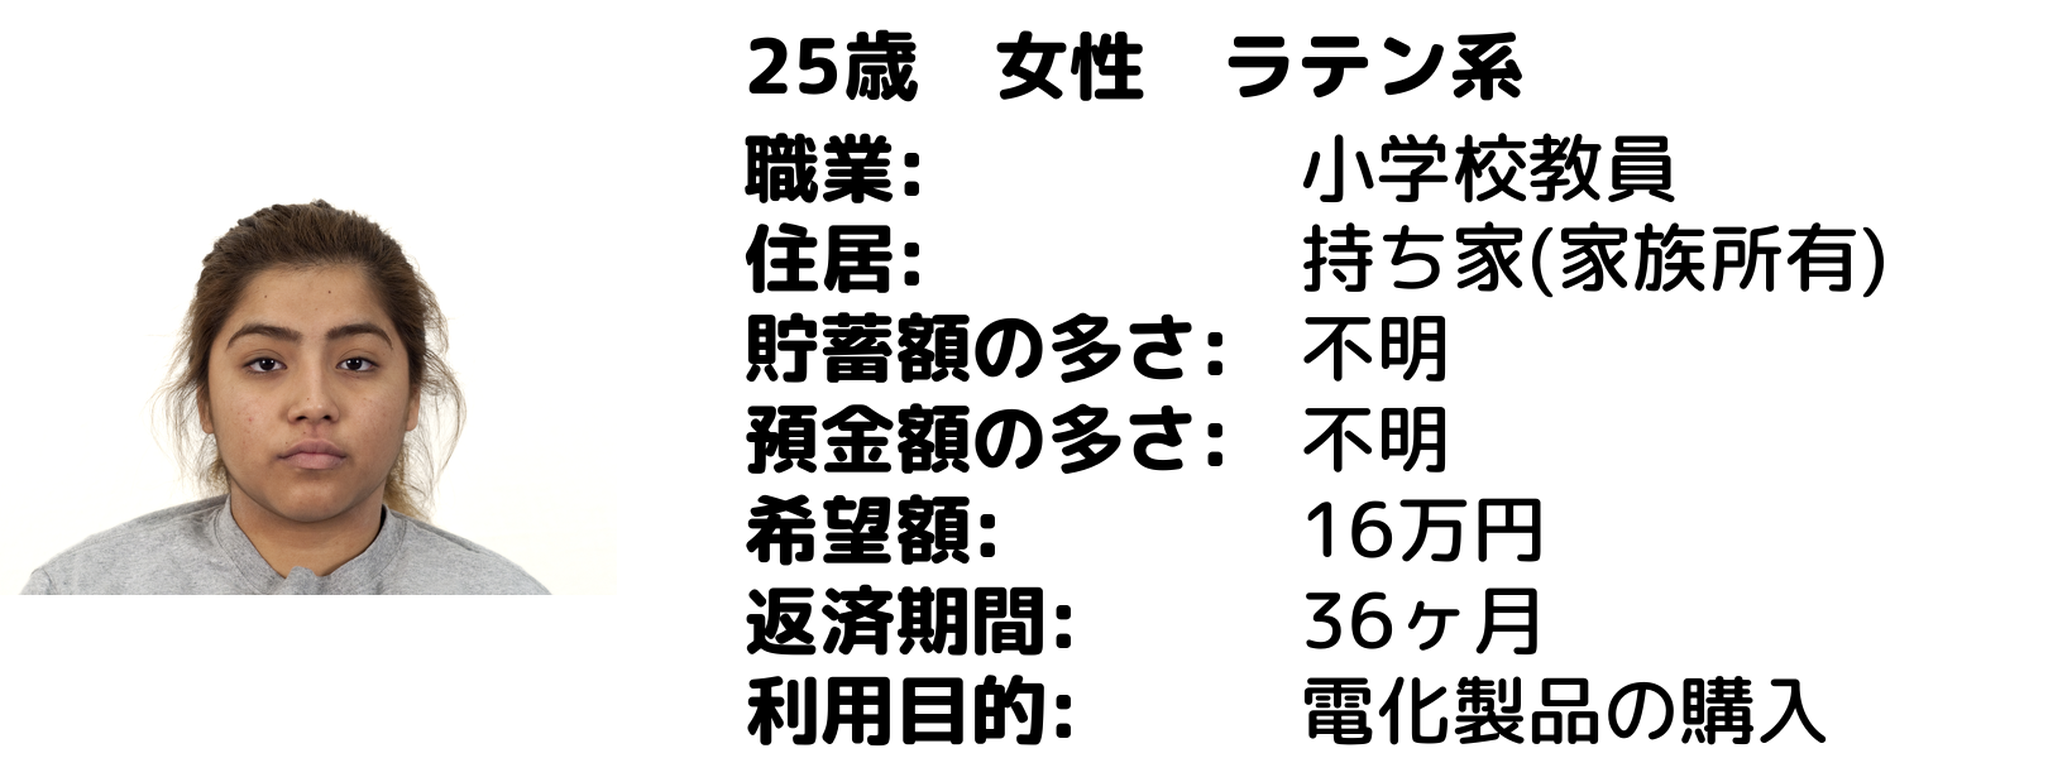 25歳　女性　ラテン系
職業:　小学校教員
住居:　持ち家(家族所有)
貯蓄額の多さ:　不明
預金額の多さ:　不明
希望額:　16万円
返済期間:　36ヶ月
利用目的:　電化製品の購入